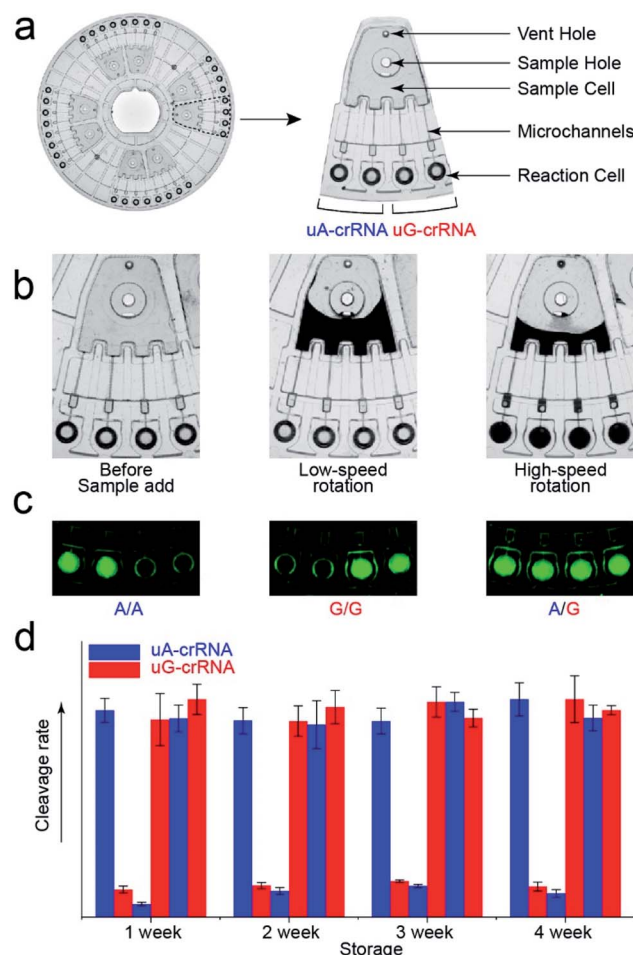 a
Vent Hole
Sample Hole
Sample Cell
Microchannels
Reaction Cell
uA-crRNA uG-crRNA
b
Before
Sample add
Low-speed
rotation
High-speed
rotation
c
A/A
G/G
A/G
d
uA-crRNA
uG-crRNA
Cleavage rate
1 week
2 week
3 week
4 week
Storage